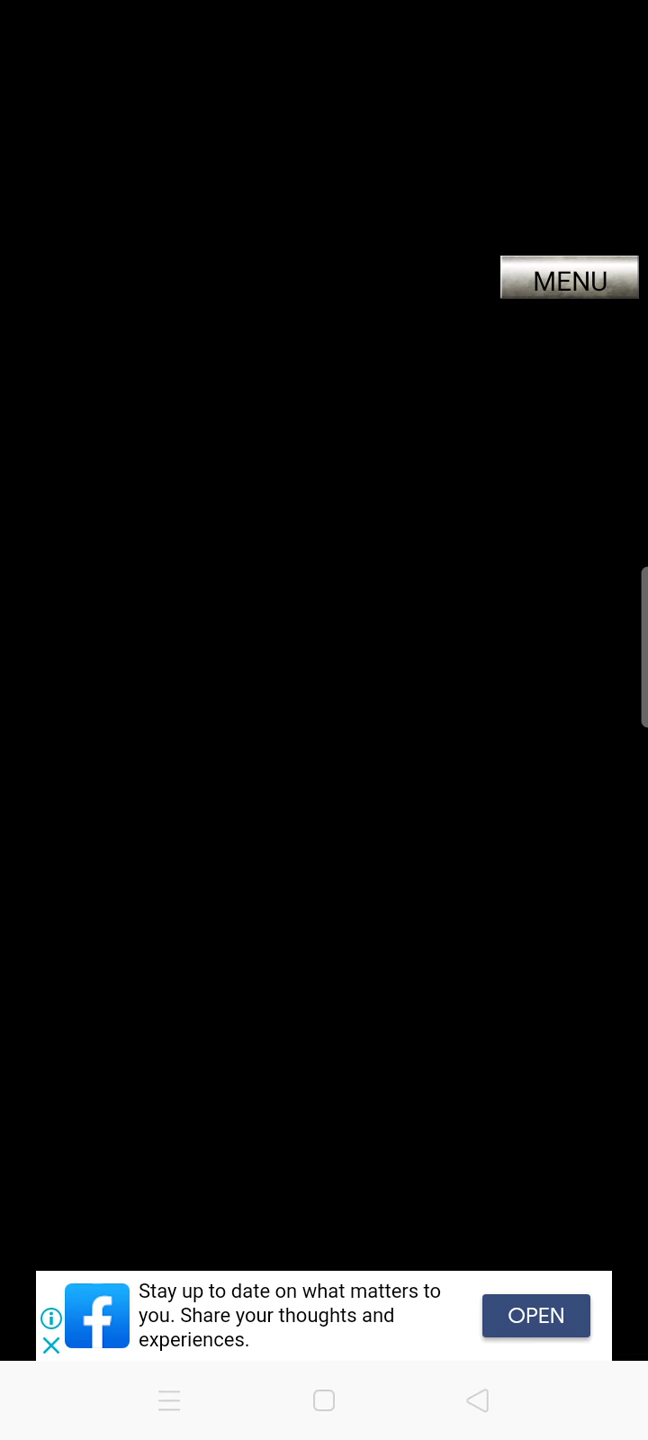 MENU
Stay up to date on what matters to
you. Share your thoughts and
experiences.
OPEN